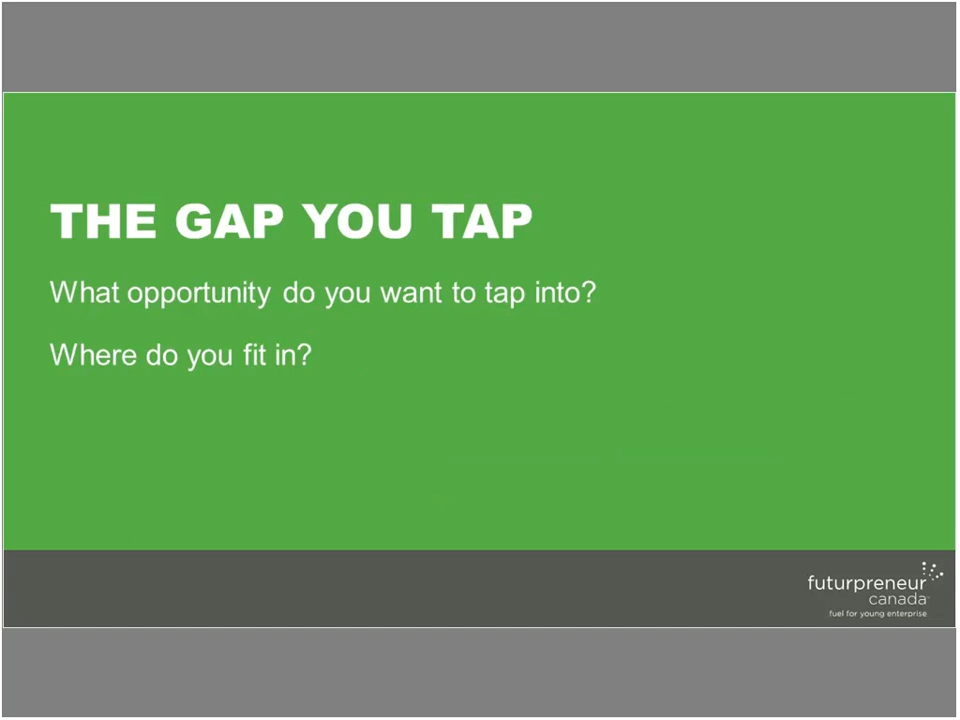 THE GAP YOU TAP
What opportunity do you want to tap into?
Where do you fit in?
futurpreneur
canada
fuel for young enterprise